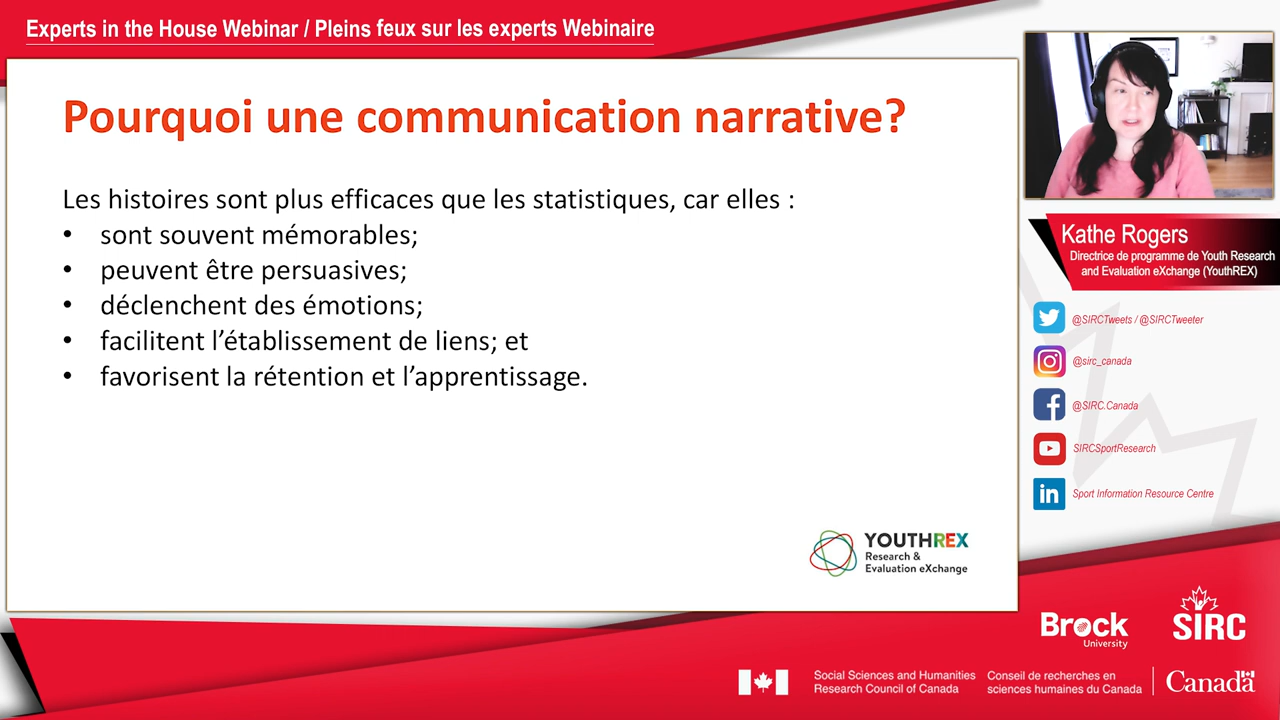 Experts in the House Webinar / Pleins feux sur les experts Webinaire
Pourquoi une communication narrative?
Les histoires sont plus efficaces que les statistiques, car elles :
• sont souvent mémorables;
• peuvent être persuasives;
• déclenchent des émotions;
• facilitent l’établissement de liens; et
• favorisent la rétention et l’apprentissage.
YOUTHREX
Research &
Evaluation eXchange
Kathe Rogers
Directrice de programme de Youth Research
and Evaluation eXchange (YouthREX)
@SIRCTweets / @SIRCTweeter
@sirc_canada
@SIRC.Canada
SIRCSportResearch
Sport Information Resource Centre
Brock
University
SIRC
Social Sciences and Humanities
Research Council of Canada
Conseil de recherches en
sciences humaines du Canada
Canada